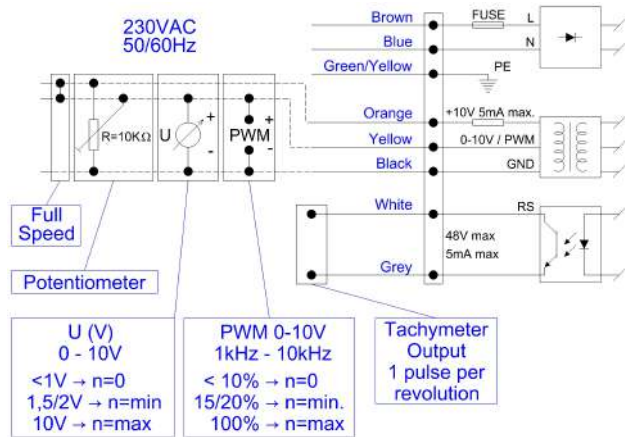 230VAC
50/60Hz
Brown
FUSE
L
Blue
N
Green/Yellow
PE
Orange
+10V 5mA max.
Yellow
0-10V / PWM
Black
GND
R=10KΩ
U
+
-
PWM
+
-
White
RS
48V max
5mA max
Grey
Full
Speed
Potentiometer
U (V)
0 - 10V
<1V → n=0
1,5/2V → n=min
10V → n=max
PWM 0-10V
1kHz - 10kHz
< 10% → n=0
15/20% → n=min.
100% → n=max
Tachymeter
Output
1 pulse per
revolution